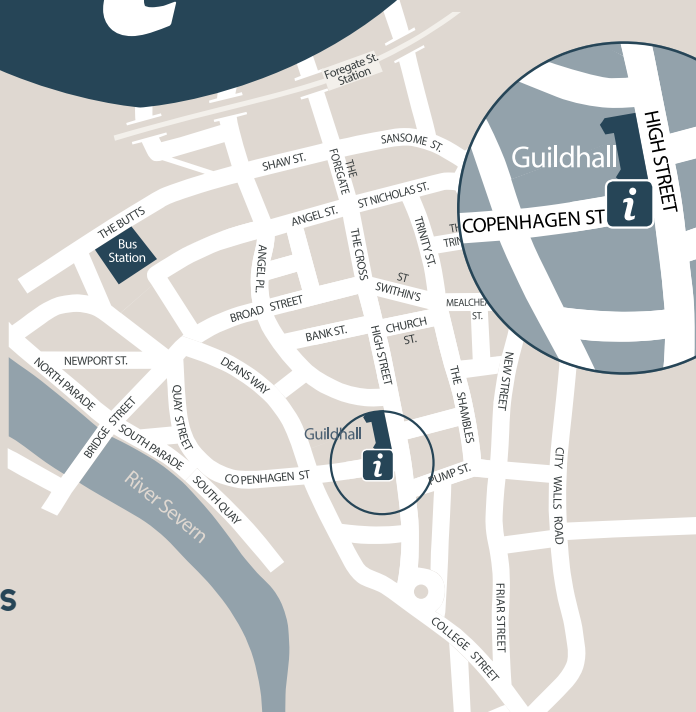 i
Foregate St.
Station
SANSOME ST.
SHAW ST.
THE
FOREGATE
HIGH STREET
Guildhall
i
COPENHAGEN ST
ST NICHOLAS ST.
ANGEL ST.
THE BUTTS
Bus
Station
TRINITY ST.
TH
TRIN
ANGEL PL.
THE CROSS
ST
SWITHIN'S
MEALCHE
ST.
BROAD STREET
BANK ST.
CHURCH
ST.
HIGH STREET
NEWPORT ST.
NORTH PARADE
DEANSWAY
THE SHAMBLES
NEW STREET
QUAY STREET
BRIDGE STREET
SOUTH PARADE
Guildhall
i
COPENHAGEN ST
PUMP ST.
CITY WALLS ROAD
River Severn
SOUTH QUAY
FRIAR STREET
COLLEGE STREET
s